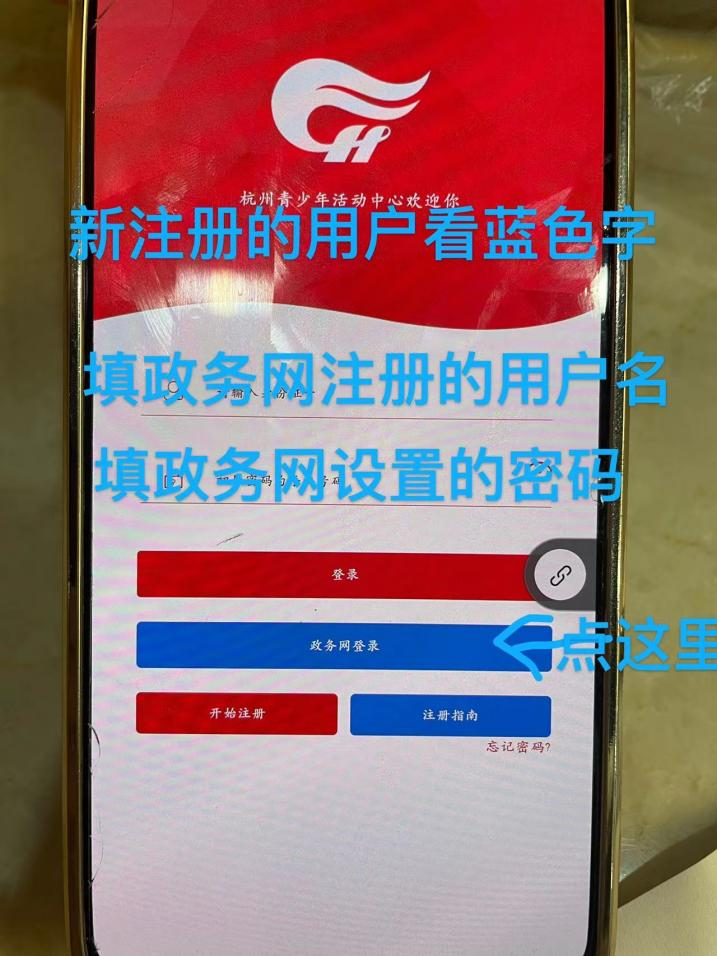 杭州青少年活动中心欢迎你
新注册的用户看蓝色字
填政务网注册的用户名
填政务网设置的密码
登录
政务网登录
点这里
开始注册
注册指南
忘记密码?